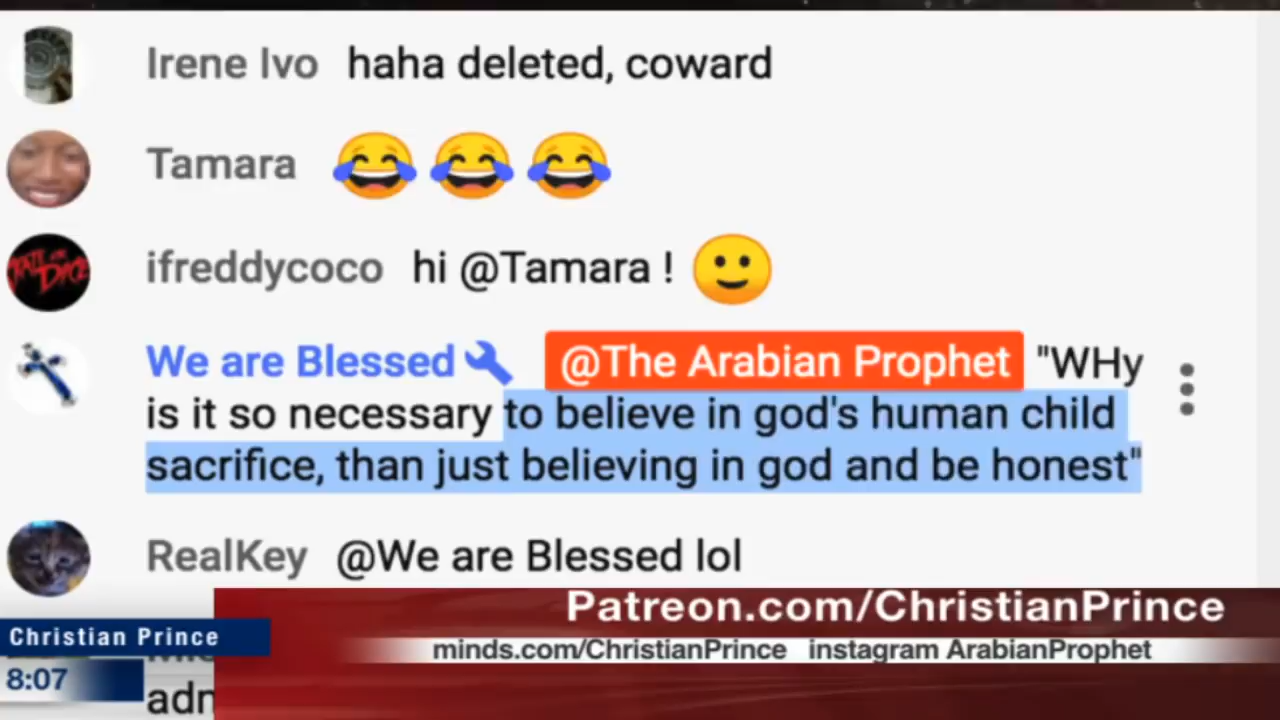 Irene Ivo haha deleted, coward
Tamara 😂😂😂
ifreddycoco hi @Tamara ! 🙂
We are Blessed @The Arabian Prophet "WHy
is it so necessary to believe in god's human child
sacrifice, than just believing in god and be honest"
RealKey @We are Blessed lol
Patreon.com/ChristianPrince
Christian Prince
minds.com/ChristianPrince instagram ArabianProphet
8:07